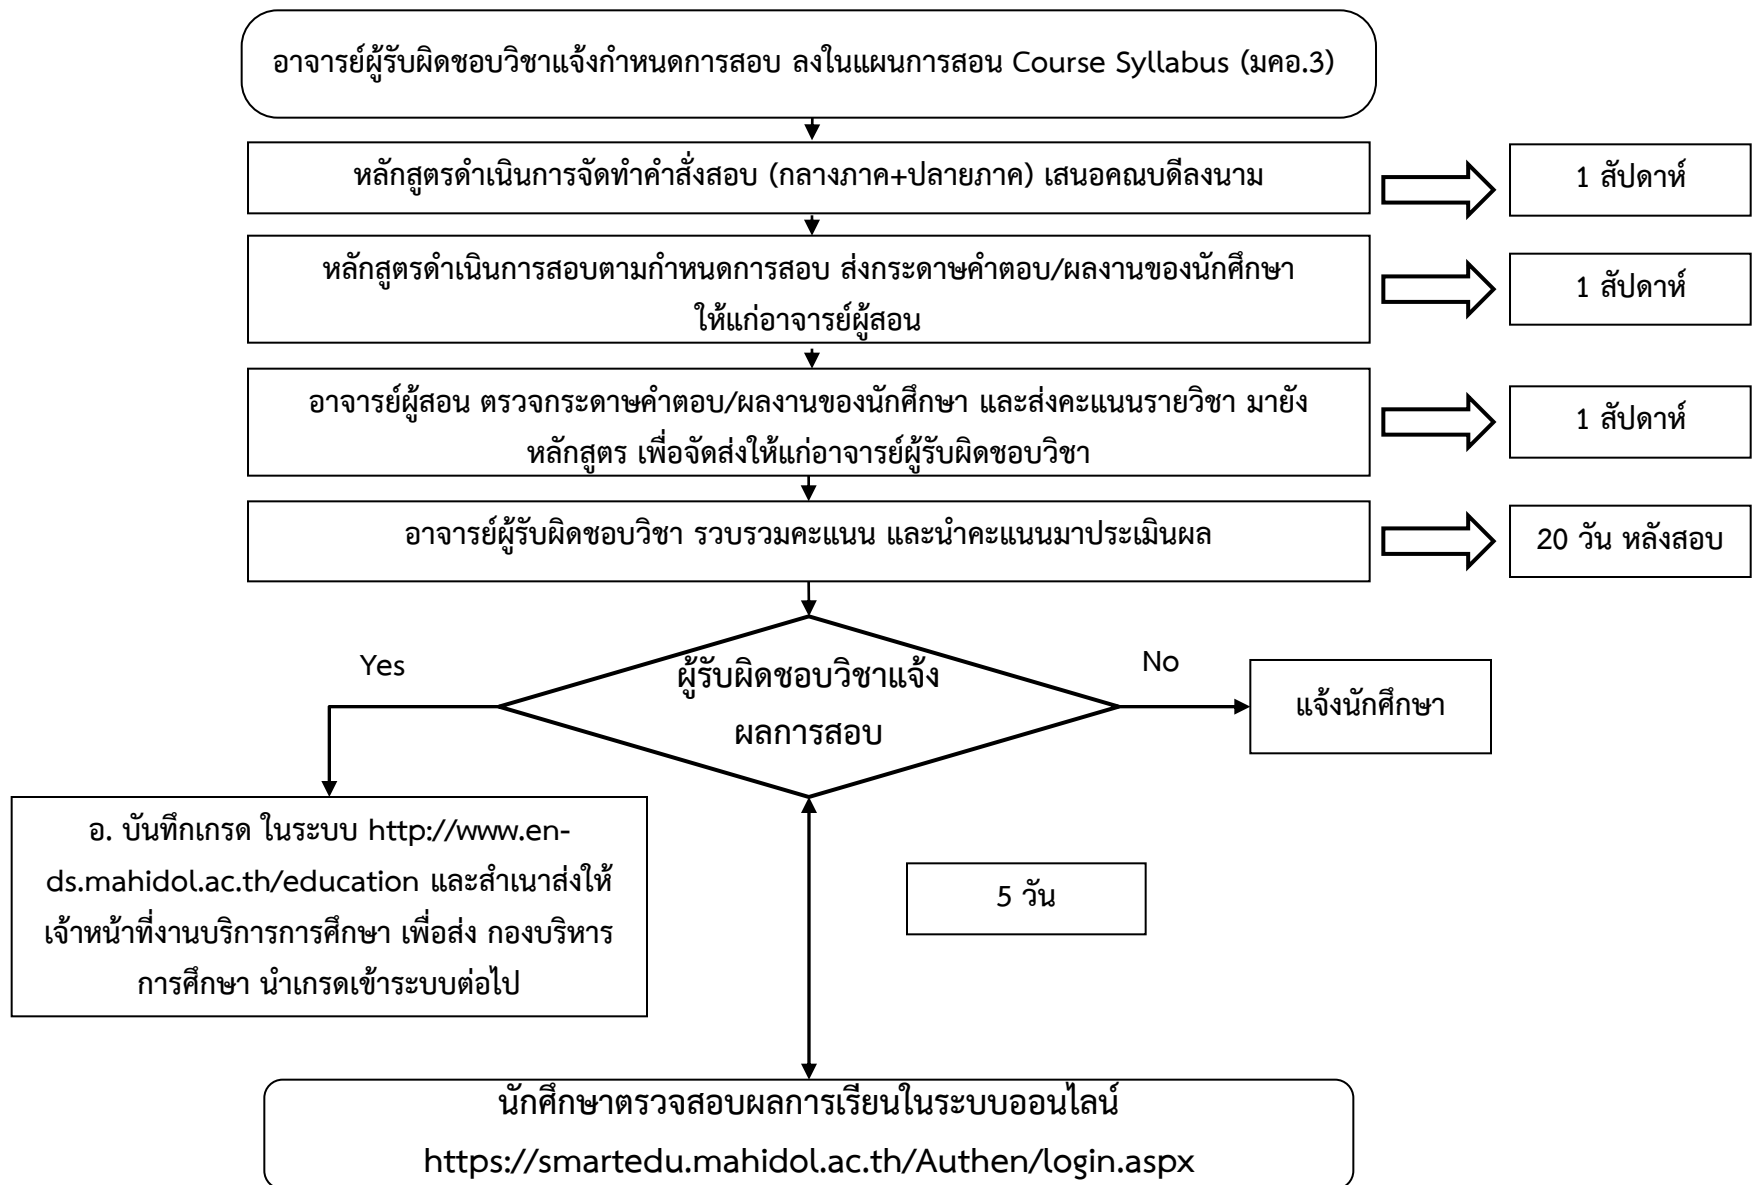 อาจารย์ผู้รับผิดชอบวิชาแจ้งกำหนดการสอบ ลงในแผนการสอน Course Syllabus (มคอ.3)
หลักสูตรดำเนินการจัดทำคำสั่งสอบ (กลางภาค+ปลายภาค) เสนอคณบดีลงนาม
1 สัปดาห์
หลักสูตรดำเนินการสอบตามกำหนดการสอบ ส่งกระดาษคำตอบ/ผลงานของนักศึกษา
ให้แก่อาจารย์ผู้สอน
1 สัปดาห์
อาจารย์ผู้สอน ตรวจกระดาษคำตอบ/ผลงานของนักศึกษา และส่งคะแนนรายวิชา มายัง
หลักสูตร เพื่อจัดส่งให้แก่อาจารย์ผู้รับผิดชอบวิชา
1 สัปดาห์
อาจารย์ผู้รับผิดชอบวิชา รวบรวมคะแนน และนำคะแนนมาประเมินผล
20 วัน หลังสอบ
Yes
ผู้รับผิดชอบวิชาแจ้ง
ผลการสอบ
No
แจ้งนักศึกษา
อ. บันทึกเกรด ในระบบ http://www.en-
ds.mahidol.ac.th/education และสำเนาส่งให้
เจ้าหน้าที่งานบริการการศึกษา เพื่อส่ง กองบริหาร
การศึกษา นำเกรดเข้าระบบต่อไป
5 วัน
นักศึกษาตรวจสอบผลการเรียนในระบบออนไลน์
https://smartedu.mahidol.ac.th/Authen/login.aspx